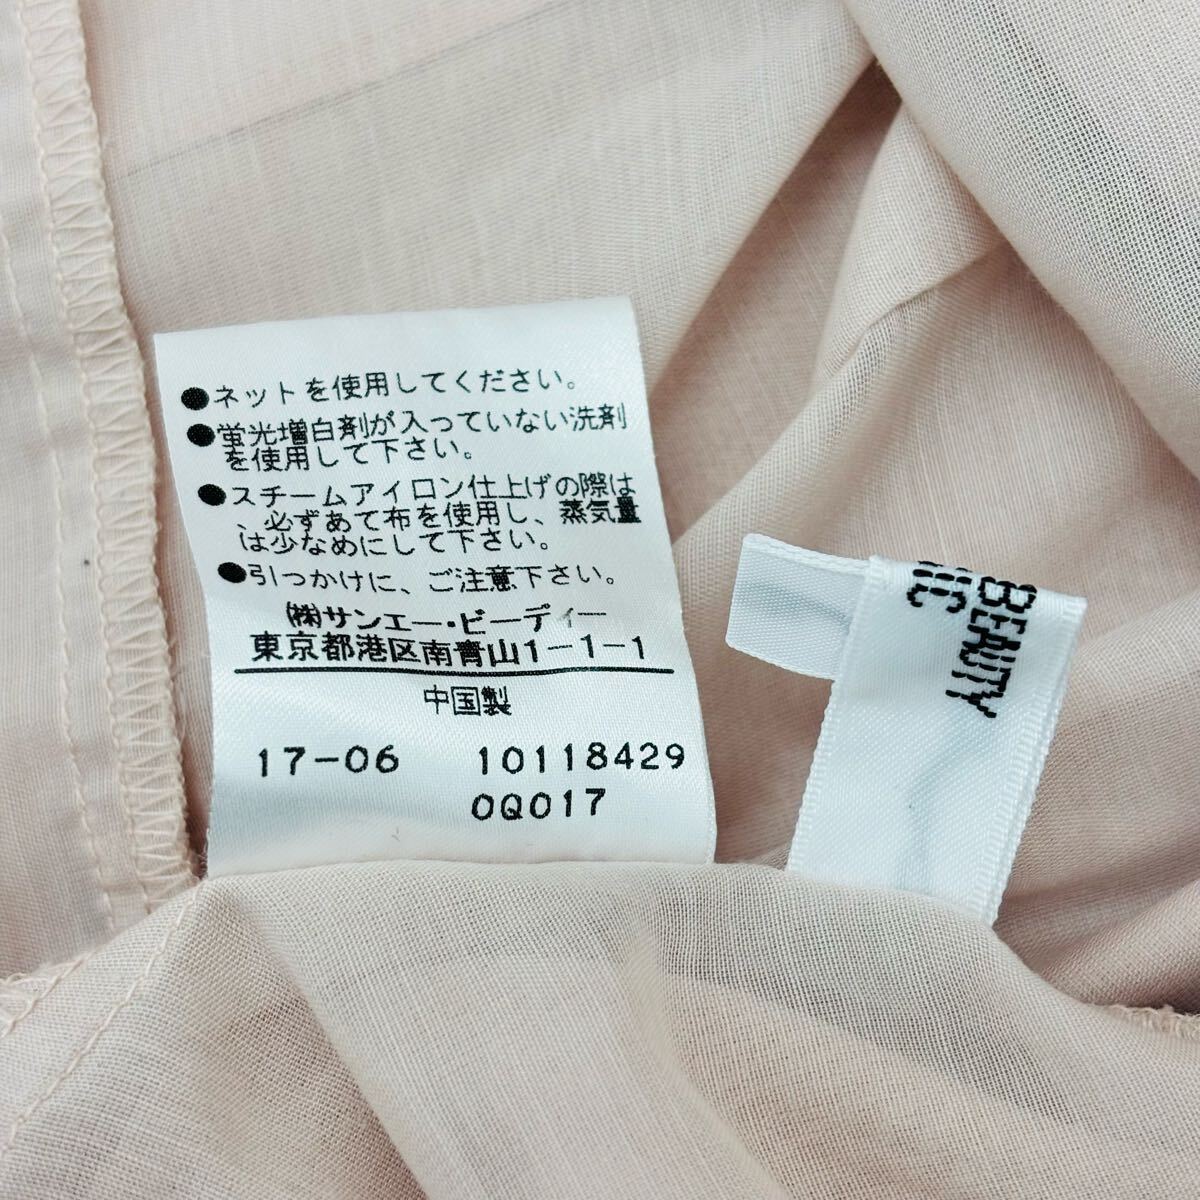 ●ネットを使用してください。
●蛍光増白剤が入っていない洗剤
を使用して下さい。
●スチームアイロン仕上げの際は
、必ずあて布を使用し、蒸気量
は少なめにして下さい。
●引つかけに、ご注意下さい。
㈱サンエー・ビーディー
東京都港区南青山1-1-1
中国製
17-06 10118429
0Q017
BEAUTY